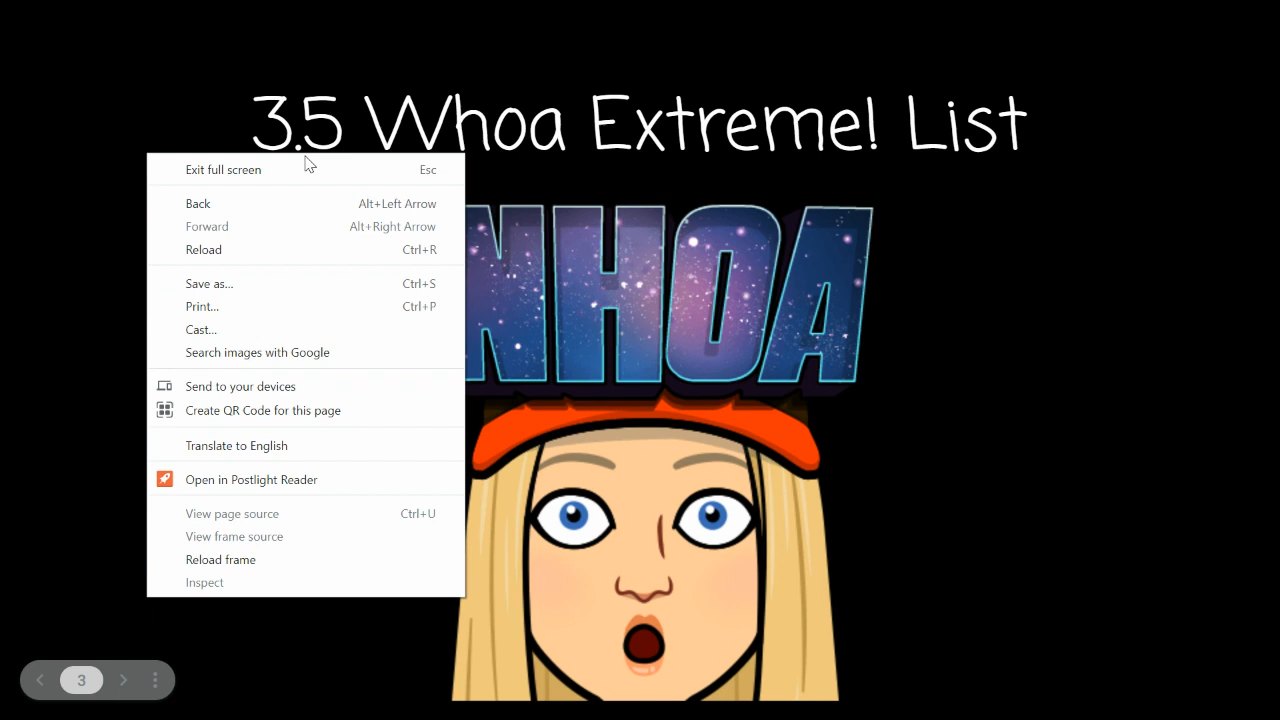 3.5 Whoa Extreme! List
Exit full screen Esc
Back Alt+Left Arrow
Forward Alt+Right Arrow
Reload Ctrl+R
Save as... Ctrl+S
Print... Ctrl+P
Cast...
Search images with Google
Send to your devices
Create QR Code for this page
Translate to English
Open in Postlight Reader
View page source Ctrl+U
View frame source
Reload frame
Inspect
WHOA
3